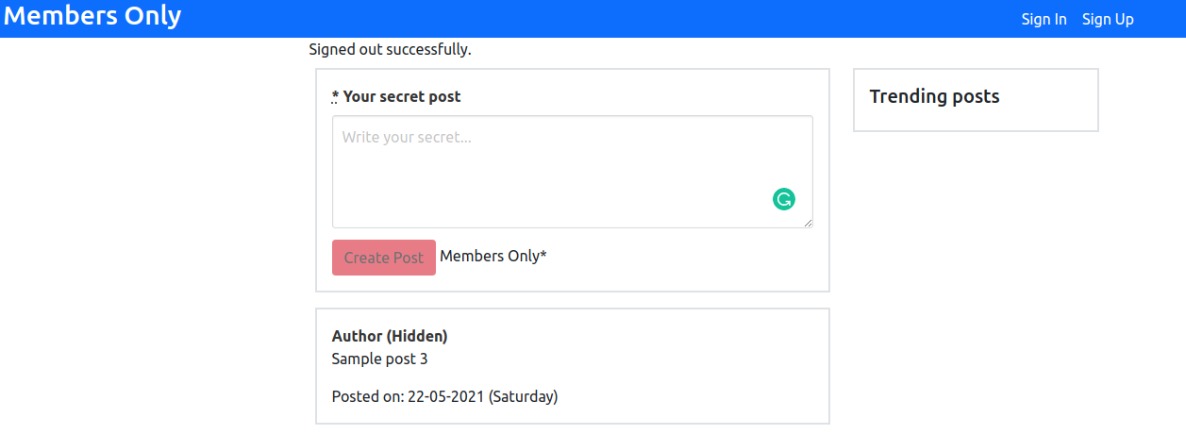 Members Only
Sign In Sign Up
Signed out successfully.
* Your secret post
Write your secret...
Create Post Members Only*
Trending posts
Author (Hidden)
Sample post 3
Posted on: 22-05-2021 (Saturday)